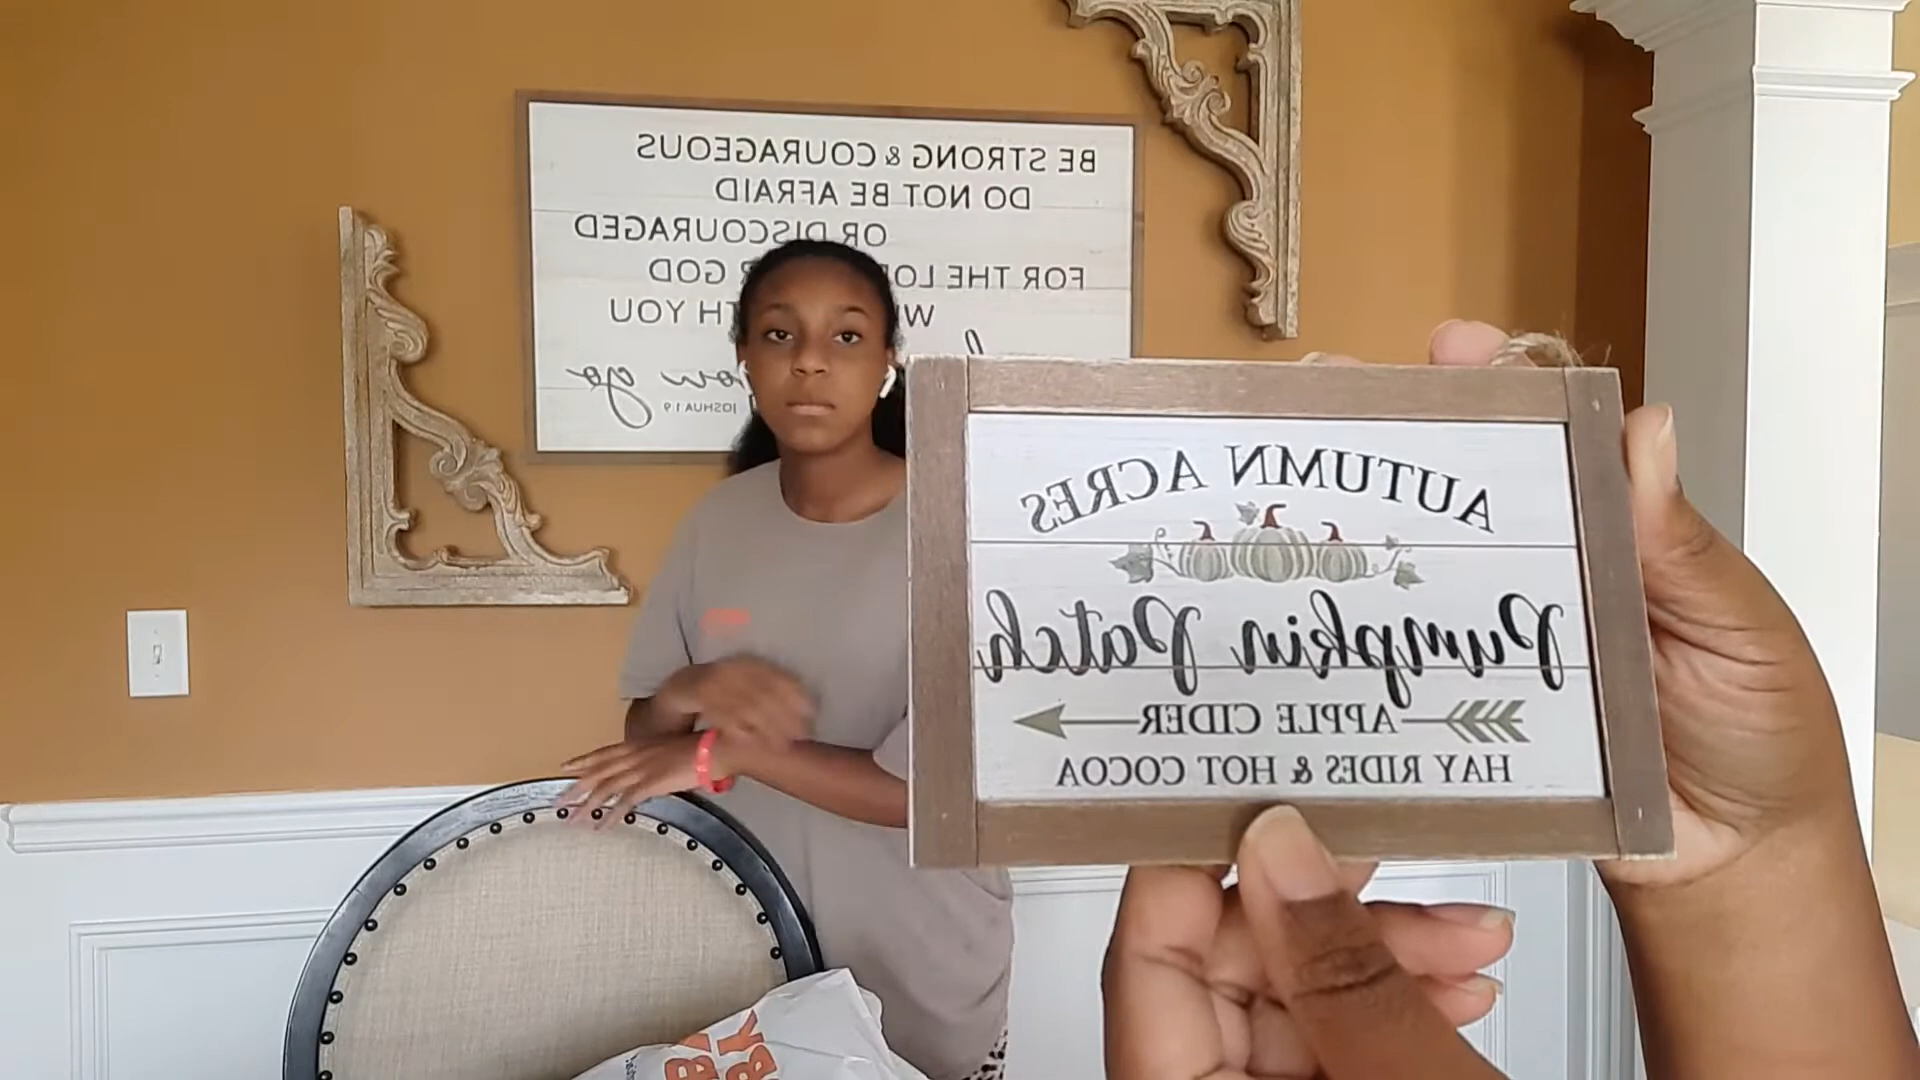 BE STRONG & COURAGEOUS
DO NOT BE AFRAID
OR DISCOURAGED
FOR THE GOD
YOU
go
JOSHUA 1 9
AUTUMN ACRES
Pumpkin Patch
APPLE CIDER
HAY RIDES & HOT COCOA